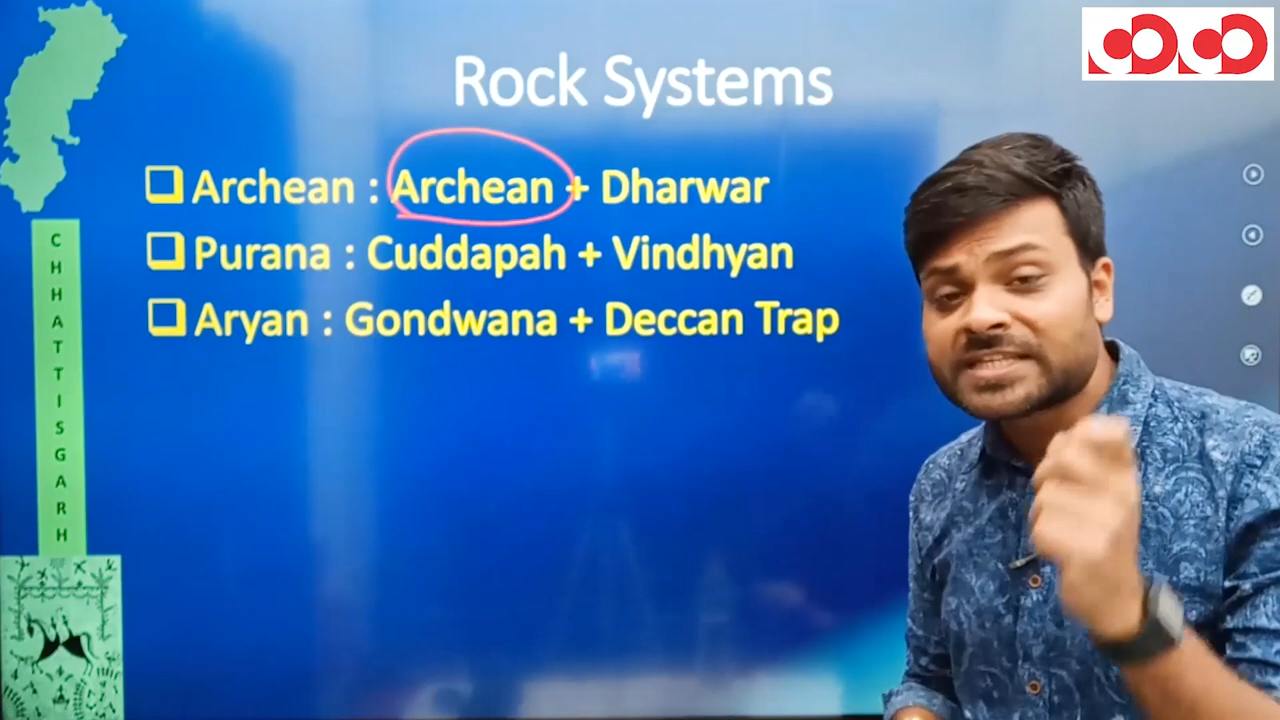 Rock Systems
Archean : Archean + Dharwar
Purana : Cuddapah + Vindhyan
Aryan : Gondwana + Deccan Trap
CHHATTISGARH